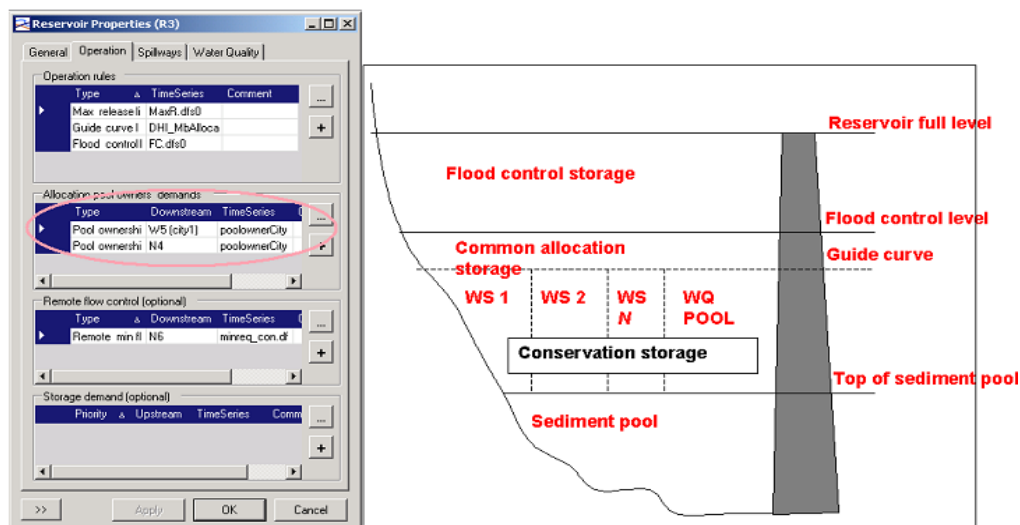 Reservoir Properties (R3)
General Operation Spillways Water Quality
Operation rules
Type TimeSeries Comment
Max release li MaxR.dfs0
Guide curve l DHI_MbAlloca
Flood control l FC.dfs0
...
+
Allocation pool owners' demands
Type Downstream TimeSeries C
Pool ownershi W5 (city1) poolownerCity
Pool ownershi N4 poolownerCity
...
+
Remote flow control (optional)
Type Downstream TimeSeries
Remote min fl N6 minreq_con.df
...
+
Storage demand (optional)
Priority Upstream TimeSeries Comm
...
+
>> Apply OK Cancel
Reservoir full level
Flood control storage
Flood control level
Common allocation
storage
Guide curve
WS 1 WS 2 WS WQ
N POOL
Conservation storage
Top of sediment pool
Sediment pool